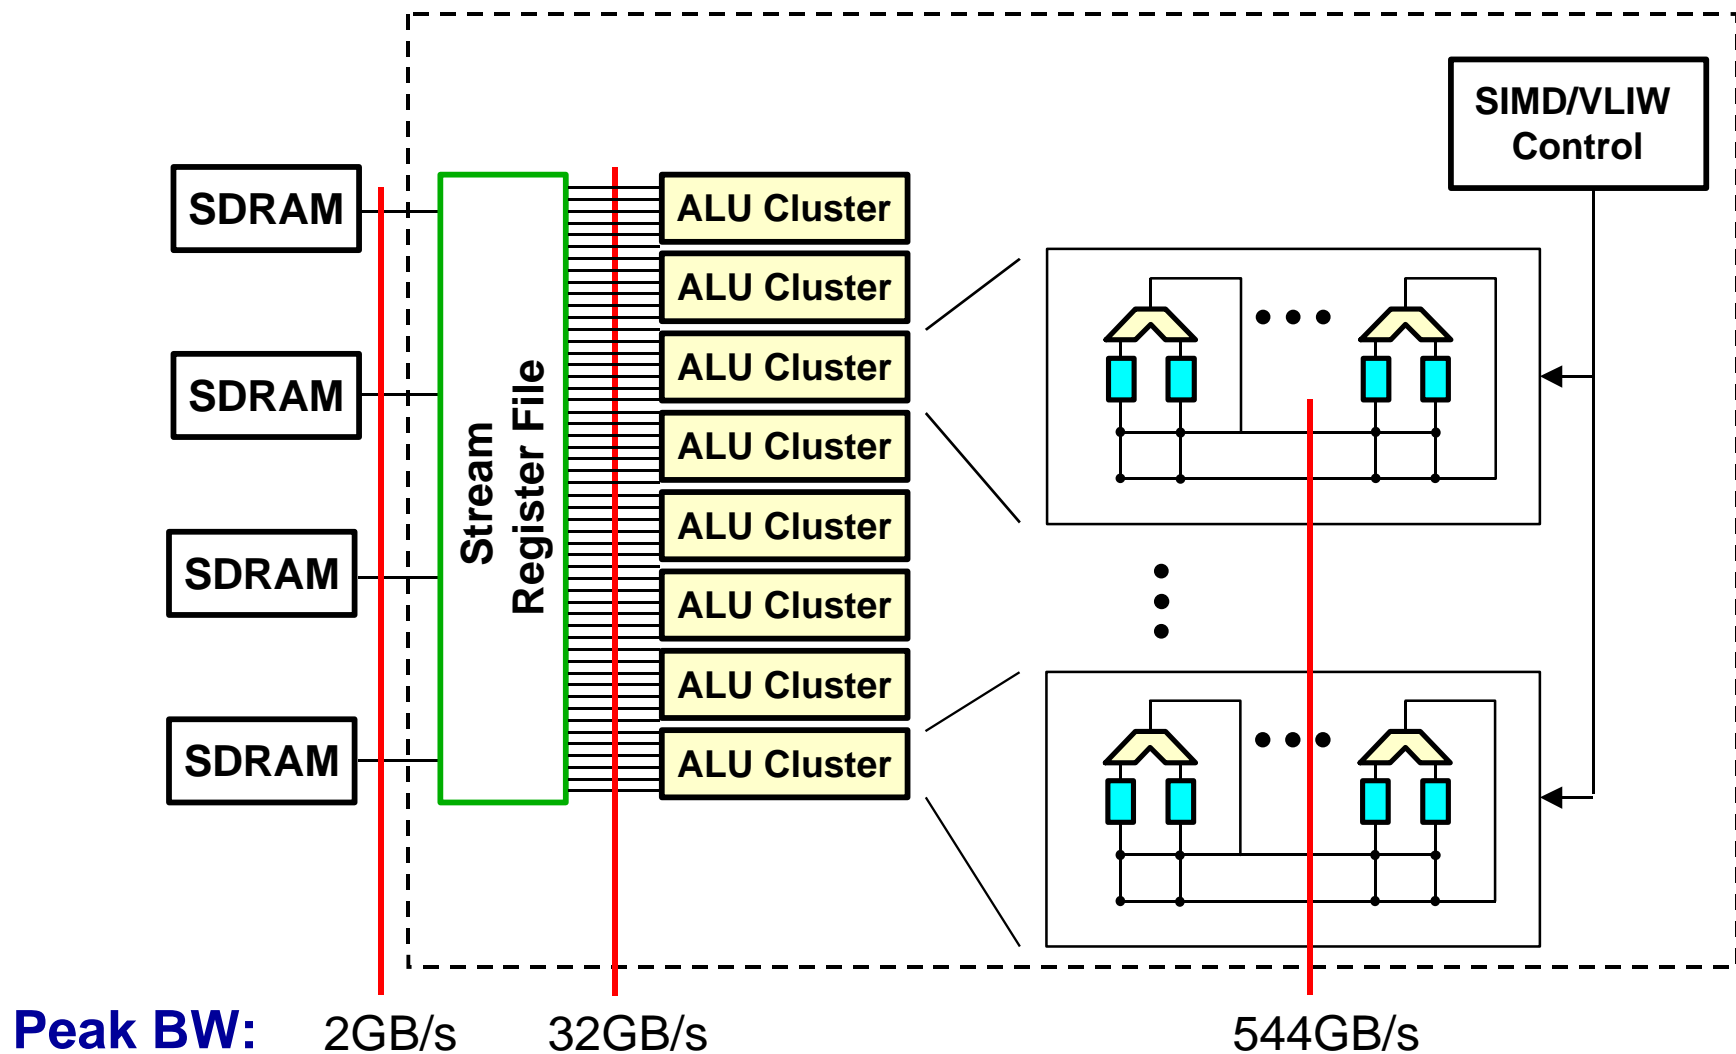 SIMD/VLIW
Control
SDRAM
SDRAM
SDRAM
SDRAM
Stream
Register File
ALU Cluster
ALU Cluster
ALU Cluster
ALU Cluster
ALU Cluster
ALU Cluster
ALU Cluster
ALU Cluster
Peak BW: 2GB/s 32GB/s 544GB/s